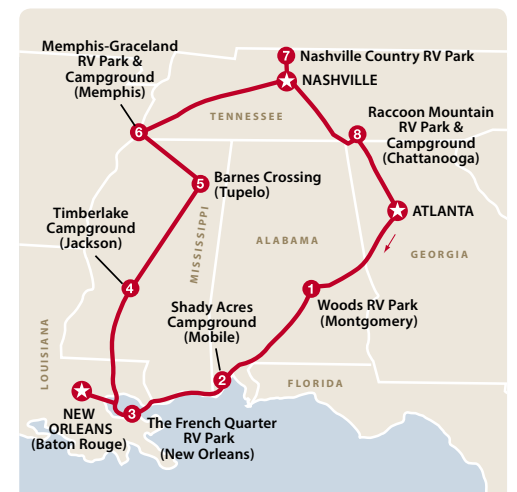 Memphis-Graceland
RV Park &
Campground
(Memphis)
7
Nashville Country RV Park
NASHVILLE
TENNESSEE
Raccoon Mountain
RV Park &
Campground
(Chattanooga)
8
6
5
Barnes Crossing
(Tupelo)
ATLANTA
Timberlake
Campground
(Jackson)
MISSISSIPPI
ALABAMA
GEORGIA
4
1
Woods RV Park
(Montgomery)
Shady Acres
Campground
(Mobile)
LOUISIANA
2
FLORIDA
NEW
ORLEANS
(Baton Rouge)
3
The French Quarter
RV Park
(New Orleans)